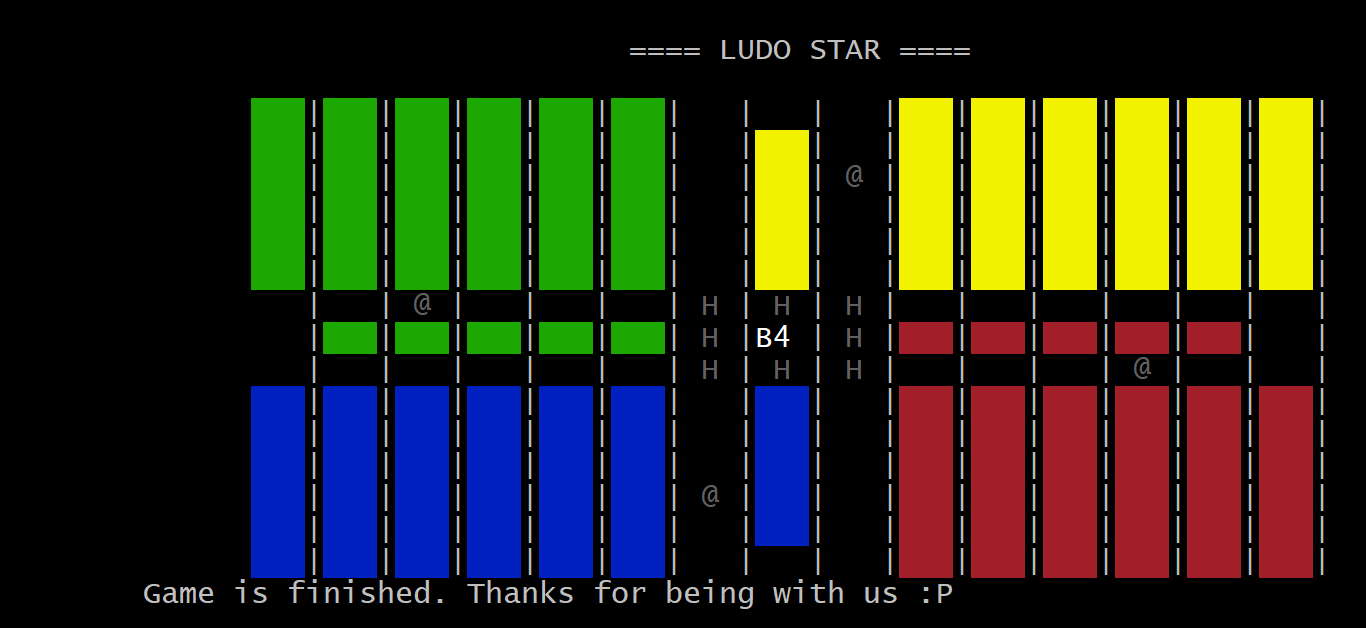 ==== LUDO STAR ====
| | | | | | | | | | | | | | |
| | | | | | | | | | | | | | |
| | | | | | | | @ | | | | | | |
| | | | | | | | | | | | | | |
| | | | | | | | | | | | | | |
| | | | | | | | | | | | | | |
| | @ | | | | H | H | H | | | | | | |
| | | | | | H |B4 | H | | | | | | |
| | | | | | H | H | H | | | | @ | | |
| | | | | | | | | | | | | | |
| | | | | | | | | | | | | | |
| | | | | | | | | | | | | | |
| | | | | | @ | | | | | | | | |
| | | | | | | | | | | | | | |
| | | | | | | | | | | | | | |
Game is finished. Thanks for being with us :P